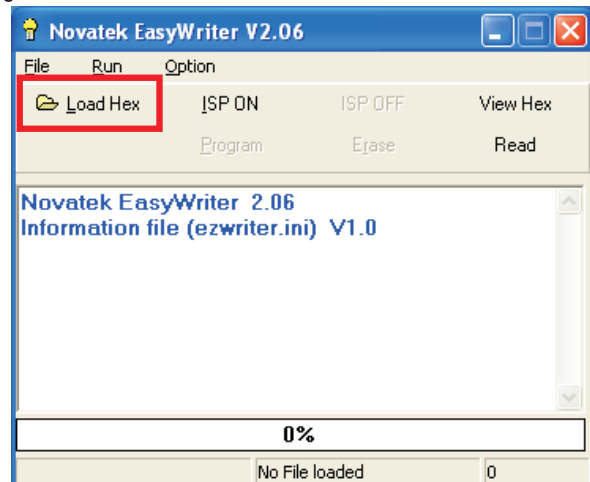 Novatek EasyWriter V2.06
File Run Option
Load Hex ISP ON ISP OFF View Hex
Program Erase Read
Novatek EasyWriter 2.06
Information file (ezwriter.ini) V1.0
0%
No File loaded 0